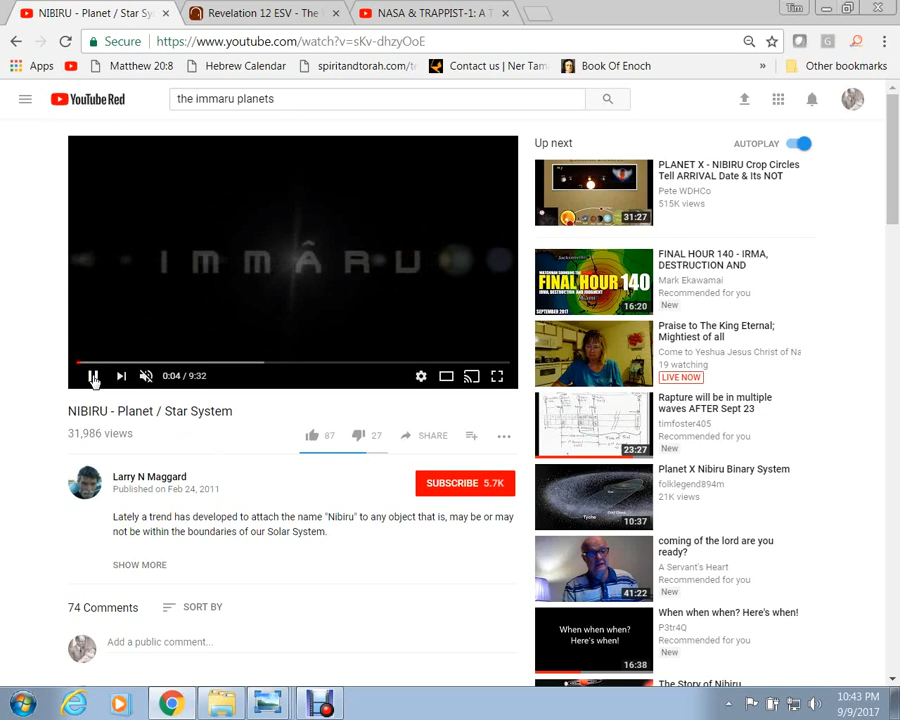 NIBIRU - Planet / Star Sy
Revelation 12 ESV - The
NASA & TRAPPIST-1: A T
Tim
Secure
https://www.youtube.com/watch?v=sKv-dhzyOoE
Apps
Matthew 20:8
Hebrew Calendar
spiritandtorah.com/te
Contact us | Ner Tam
Book Of Enoch
»
Other bookmarks
YouTube Red
the immaru planets
IMMÂRU
0:04 / 9:32
NIBIRU - Planet / Star System
31,986 views
87
27
SHARE
Larry N Maggard
Published on Feb 24, 2011
SUBSCRIBE 5.7K
Lately a trend has developed to attach the name "Nibiru" to any object that is, may be or may
not be within the boundaries of our Solar System.
SHOW MORE
74 Comments
SORT BY
Add a public comment...
Up next
AUTOPLAY
31:27
PLANET X - NIBIRU Crop Circles
Tell ARRIVAL Date & Its NOT
Pete WDHCo
515K views
FINAL HOUR 140
SEPTEMBER 2017
16:20
FINAL HOUR 140 - IRMA,
DESTRUCTION AND
Mark Ekawamai
Recommended for you
New
Praise to The King Eternal;
Mightiest of all
Come to Yeshua Jesus Christ of Na
19 watching
LIVE NOW
23:27
Rapture will be in multiple
waves AFTER Sept 23
timfoster405
Recommended for you
New
Tyche
10:37
Planet X Nibiru Binary System
folklegend894m
21K views
41:22
coming of the lord are you
ready?
A Servant's Heart
Recommended for you
New
When when when?
Here's when!
16:38
When when when? Here's when!
P3tr4Q
Recommended for you
New
The Story of Nibiru
10:43 PM
9/9/2017